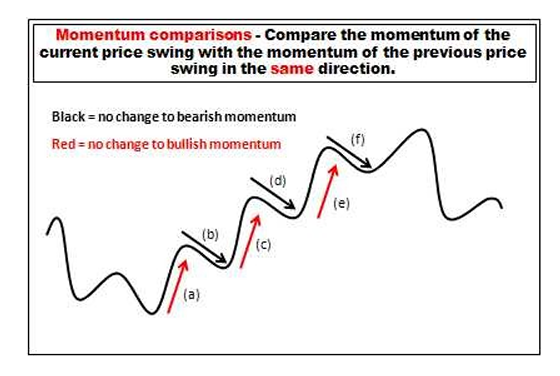 Momentum comparisons - Compare the momentum of the
current price swing with the momentum of the previous price
swing in the same direction.
Black = no change to bearish momentum
Red = no change to bullish momentum
(f)
(d)
(e)
(b)
(c)
(a)